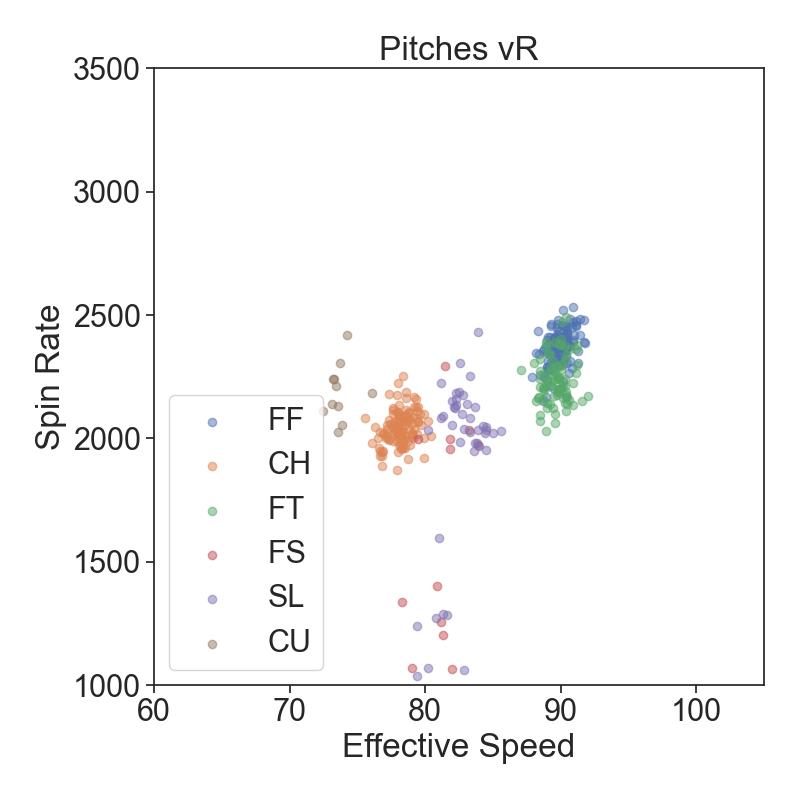 Pitches vR
3500
3000
2500
2000
1500
1000
Spin Rate
FF
CH
FT
FS
SL
CU
60 70 80 90 100
Effective Speed